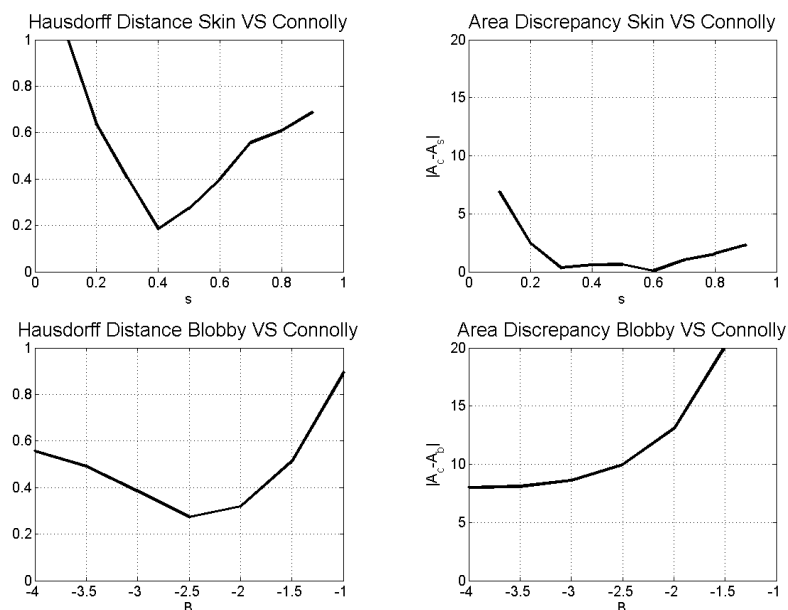 Hausdorff Distance Skin VS Connolly
1
0.8
0.6
0.4
0.2
0
0 0.2 0.4 0.6 0.8 1
s
Area Discrepancy Skin VS Connolly
20
15
10
5
0
|A_c-A_s|
0 0.2 0.4 0.6 0.8 1
s
Hausdorff Distance Blobby VS Connolly
1
0.8
0.6
0.4
0.2
0
-4 -3.5 -3 -2.5 -2 -1.5 -1
B
Area Discrepancy Blobby VS Connolly
20
15
10
5
0
|A_c-A_b|
-4 -3.5 -3 -2.5 -2 -1.5 -1
B